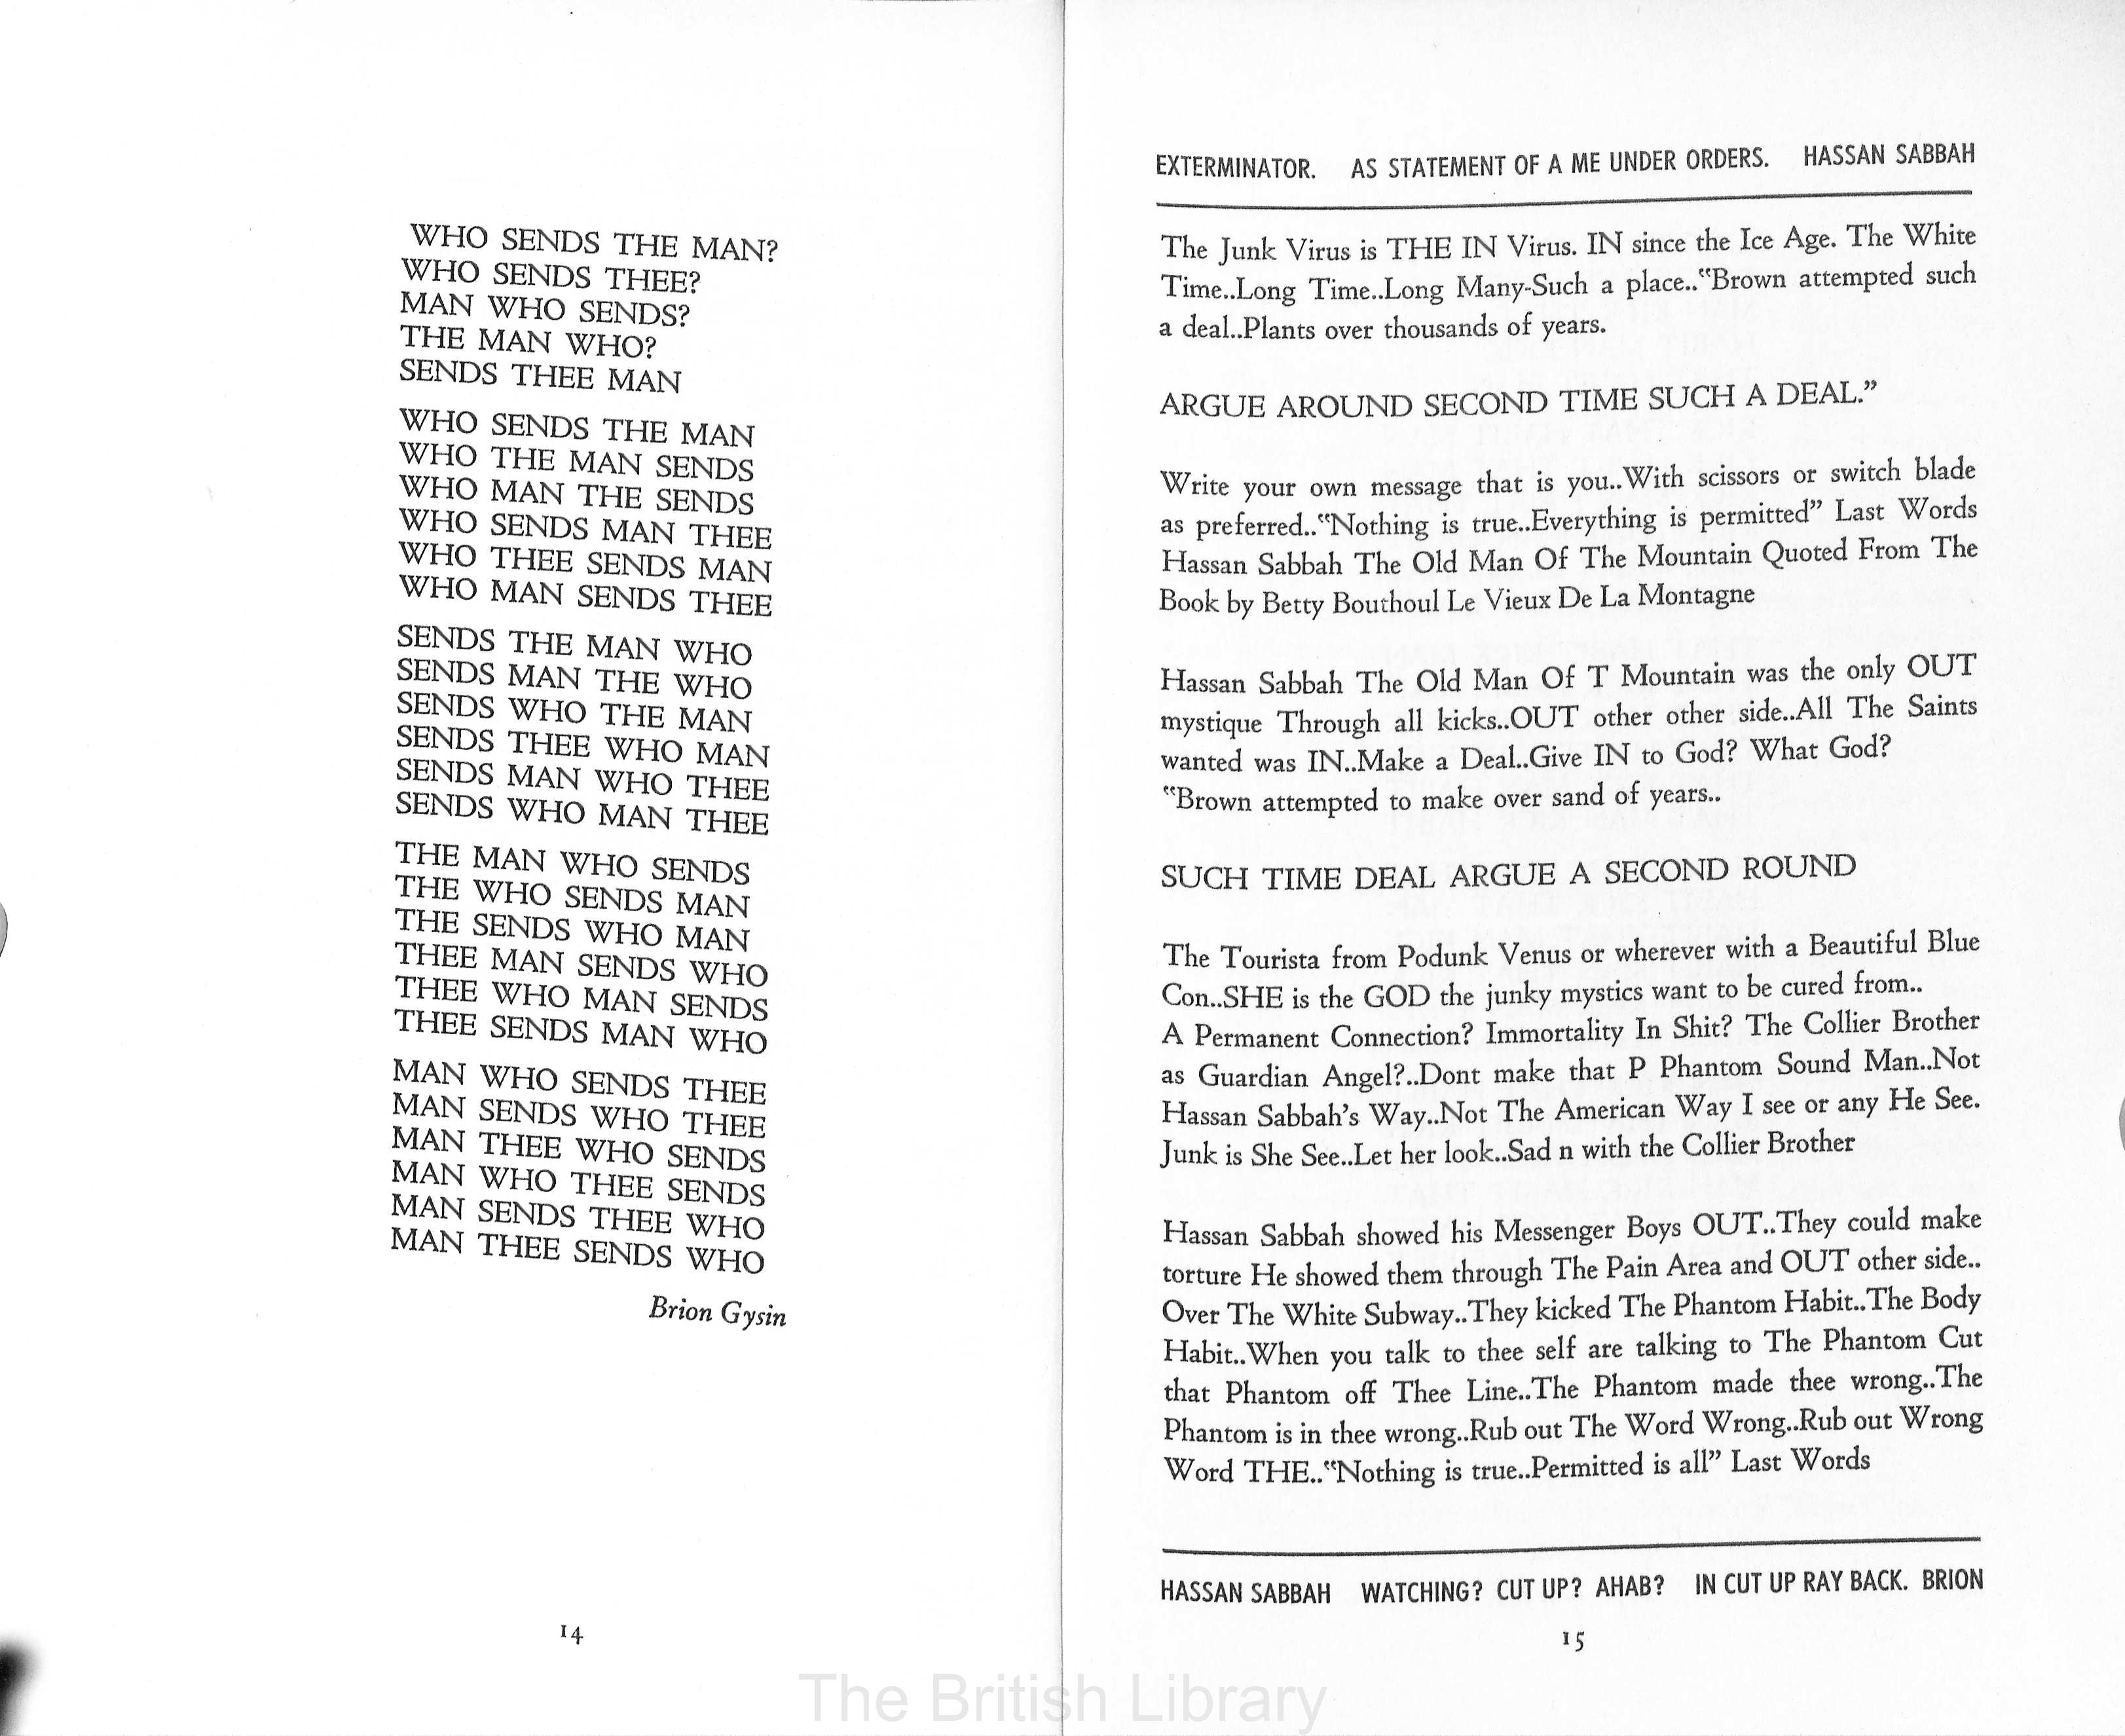 WHO SENDS THE MAN?
WHO SENDS THEE?
MAN WHO SENDS?
THE MAN WHO?
SENDS THEE MAN
WHO SENDS THE MAN
WHO THE MAN SENDS
WHO MAN THE SENDS
WHO SENDS MAN THEE
WHO THEE SENDS MAN
WHO MAN SENDS THEE
SENDS THE MAN WHO
SENDS MAN THE WHO
SENDS WHO THE MAN
SENDS THEE WHO MAN
SENDS MAN WHO THEE
SENDS WHO MAN THEE
THE MAN WHO SENDS
THE WHO SENDS MAN
THE SENDS WHO MAN
THEE MAN SENDS WHO
THEE WHO MAN SENDS
THEE SENDS MAN WHO
MAN WHO SENDS THEE
MAN SENDS WHO THEE
MAN THEE WHO SENDS
MAN WHO THEE SENDS
MAN SENDS THEE WHO
MAN THEE SENDS WHO
Brion Gysin
14
EXTERMINATOR. AS STATEMENT OF A ME UNDER ORDERS. HASSAN SABBAH
The Junk Virus is THE IN Virus. IN since the Ice Age. The White
Time..Long Time..Long Many-Such a place..“Brown attempted such
a deal..Plants over thousands of years.
ARGUE AROUND SECOND TIME SUCH A DEAL.”
Write your own message that is you..With scissors or switch blade
as preferred..“Nothing is true..Everything is permitted” Last Words
Hassan Sabbah The Old Man Of The Mountain Quoted From The
Book by Betty Bouthoul Le Vieux De La Montagne
Hassan Sabbah The Old Man Of T Mountain was the only OUT
mystique Through all kicks..OUT other other side..All The Saints
wanted was IN..Make a Deal..Give IN to God? What God?
“Brown attempted to make over sand of years..
SUCH TIME DEAL ARGUE A SECOND ROUND
The Tourista from Podunk Venus or wherever with a Beautiful Blue
Con..SHE is the GOD the junky mystics want to be cured from..
A Permanent Connection? Immortality In Shit? The Collier Brother
as Guardian Angel?..Dont make that P Phantom Sound Man..Not
Hassan Sabbah’s Way..Not The American Way I see or any He See.
Junk is She See..Let her look..Sad n with the Collier Brother
Hassan Sabbah showed his Messenger Boys OUT..They could make
torture He showed them through The Pain Area and OUT other side..
Over The White Subway..They kicked The Phantom Habit..The Body
Habit..When you talk to thee self are talking to The Phantom Cut
that Phantom off Thee Line..The Phantom made thee wrong..The
Phantom is in thee wrong..Rub out The Word Wrong..Rub out Wrong
Word THE..“Nothing is true..Permitted is all” Last Words
HASSAN SABBAH WATCHING? CUT UP? AHAB? IN CUT UP RAY BACK. BRION
15
The British Library